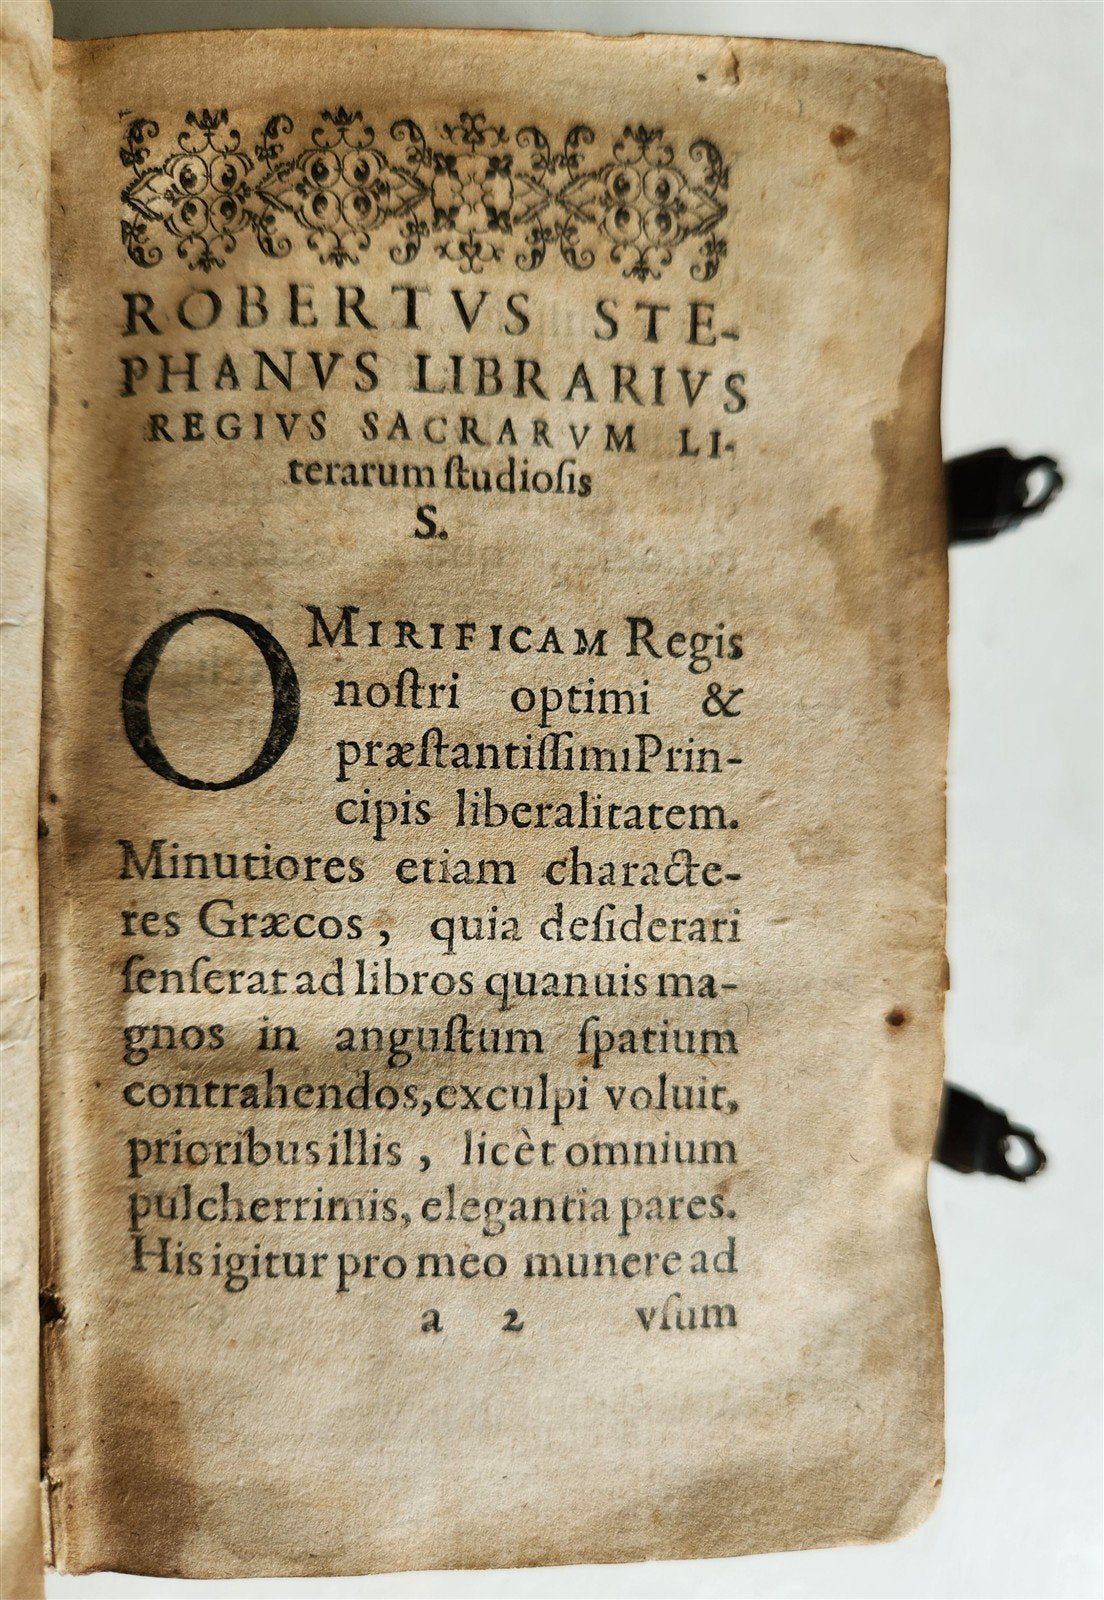 ROBERTVS STE-
PHANVS LIBRARIVS
REGIVS SACRARVM LI-
terarum ſtudioſis
S.
O MIRIFICAM Regis
noſtri optimi &
præſtantiſſimi Prin-
cipis liberalitatem.
Minutiores etiam characte-
res Græcos, quia deſiderari
ſenſerat ad libros quanuis ma-
gnos in anguſtum ſpatium
contrahendos, exculpi voluit,
prioribus illis, licèt omnium
pulcherrimis, elegantia pares.
His igitur pro meo munere ad
a 2 vſum